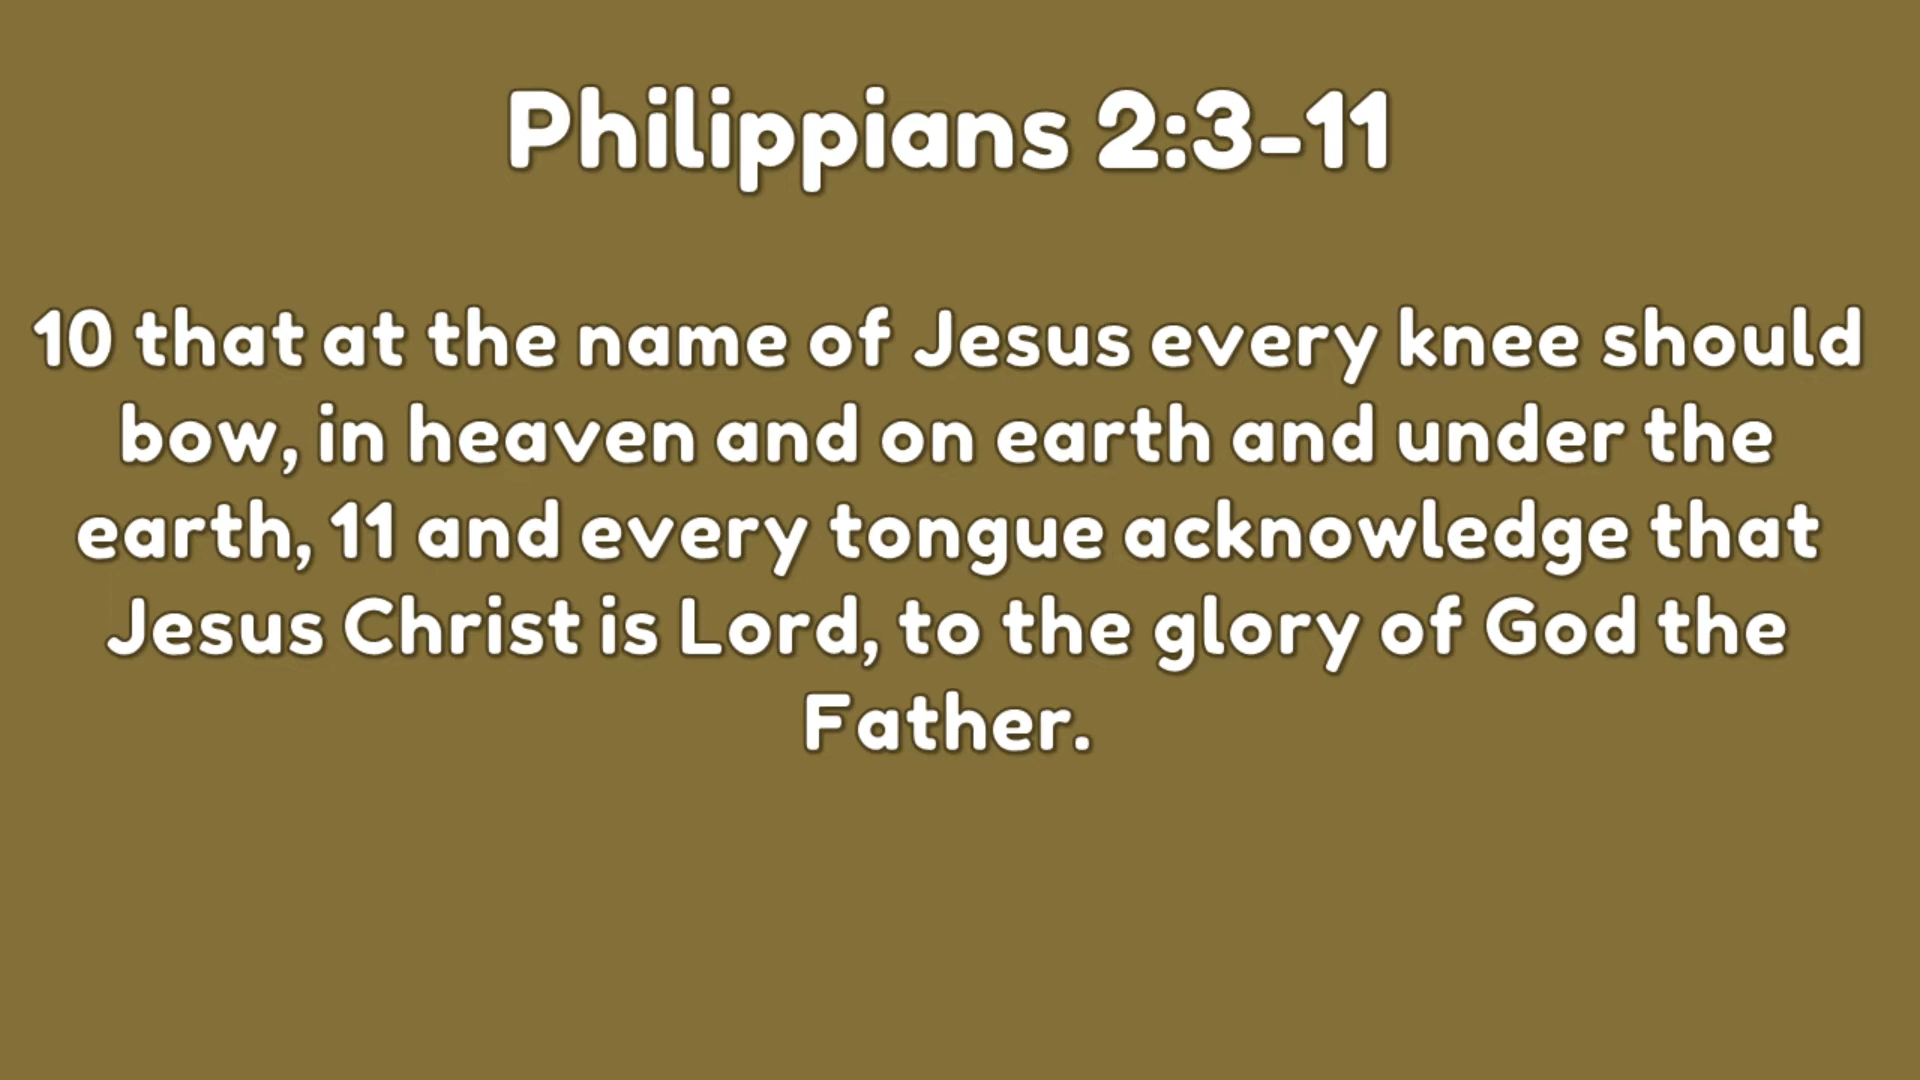 Philippians 2:3-11
10 that at the name of Jesus every knee should
bow, in heaven and on earth and under the
earth, 11 and every tongue acknowledge that
Jesus Christ is Lord, to the glory of God the
Father.